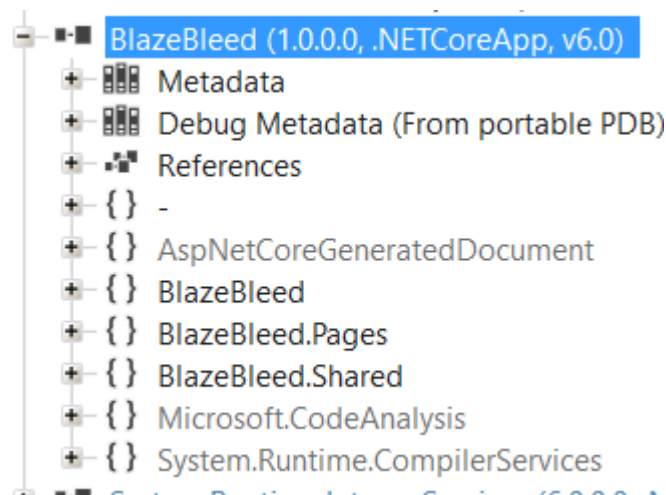 BlazeBleed (1.0.0.0, .NETCoreApp, v6.0)
Metadata
Debug Metadata (From portable PDB)
References
-
AspNetCoreGeneratedDocument
BlazeBleed
BlazeBleed.Pages
BlazeBleed.Shared
Microsoft.CodeAnalysis
System.Runtime.CompilerServices